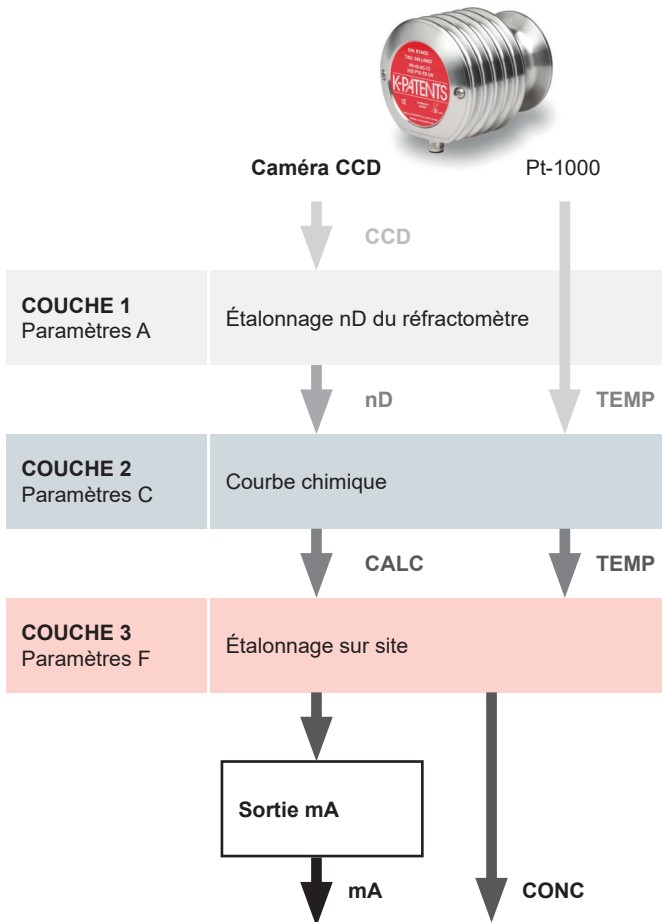 K-PATENTS
Caméra CCD
Pt-1000
CCD
COUCHE 1
Paramètres A
Étalonnage nD du réfractomètre
nD
TEMP
COUCHE 2
Paramètres C
Courbe chimique
CALC
TEMP
COUCHE 3
Paramètres F
Étalonnage sur site
Sortie mA
mA
CONC